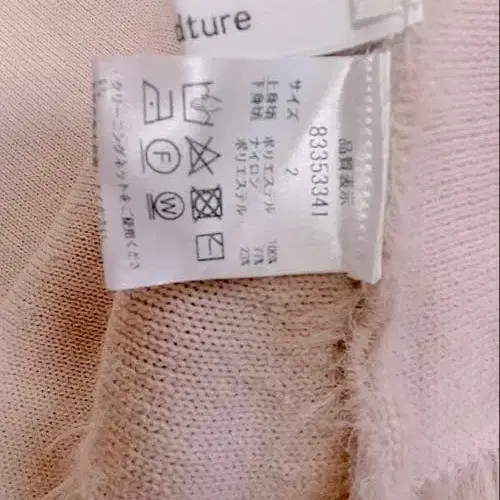 dture
品質表示
83353341
サイズ 2
上身頃 ポリエステル 100%
下身頃 ナイロン 77%
ポリエステル 23%
F
W
クリーニングネットをご使用くださ